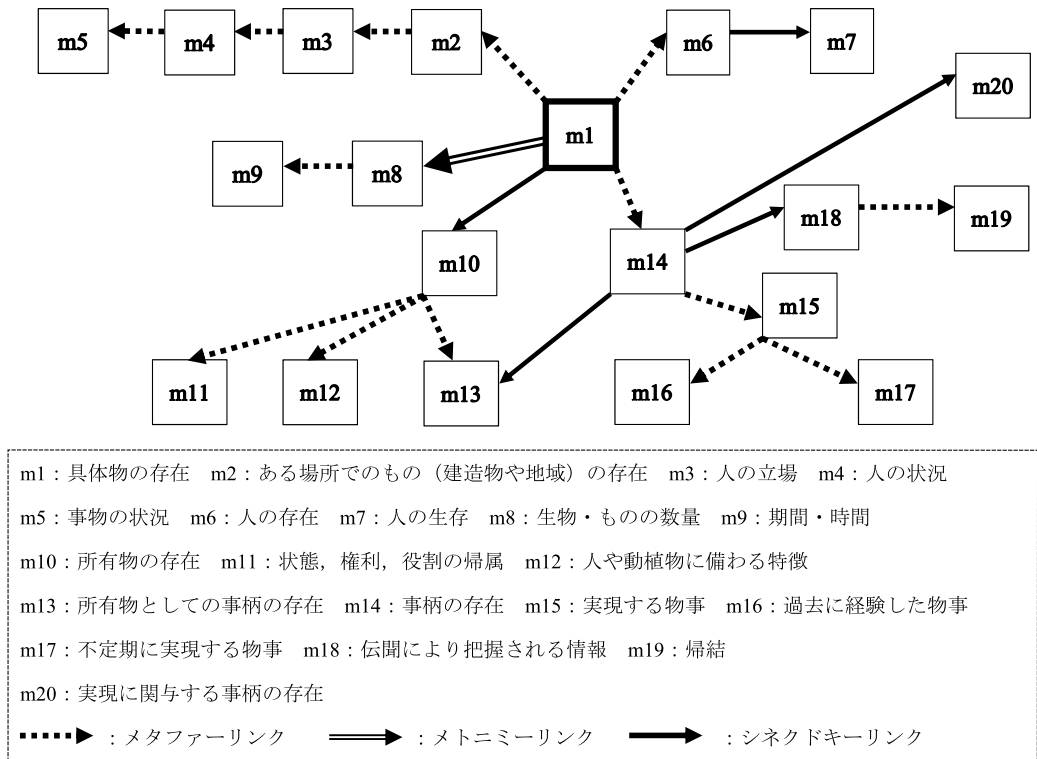 m5
m4
m3
m2
m6
m7
m20
m1
m9
m8
m18
m19
m10
m14
m15
m11
m12
m13
m16
m17
m1：具体物の存在　m2：ある場所でのもの（建造物や地域）の存在　m3：人の立場　m4：人の状況
m5：事物の状況　m6：人の存在　m7：人の生存　m8：生物・ものの数量　m9：期間・時間
m10：所有物の存在　m11：状態，権利，役割の帰属　m12：人や動植物に備わる特徴
m13：所有物としての事柄の存在　m14：事柄の存在　m15：実現する物事　m16：過去に経験した物事
m17：不定期に実現する物事　m18：伝聞により把握される情報　m19：帰結
m20：実現に関与する事柄の存在
：メタファーリンク　：メトニミーリンク　：シネクドキーリンク